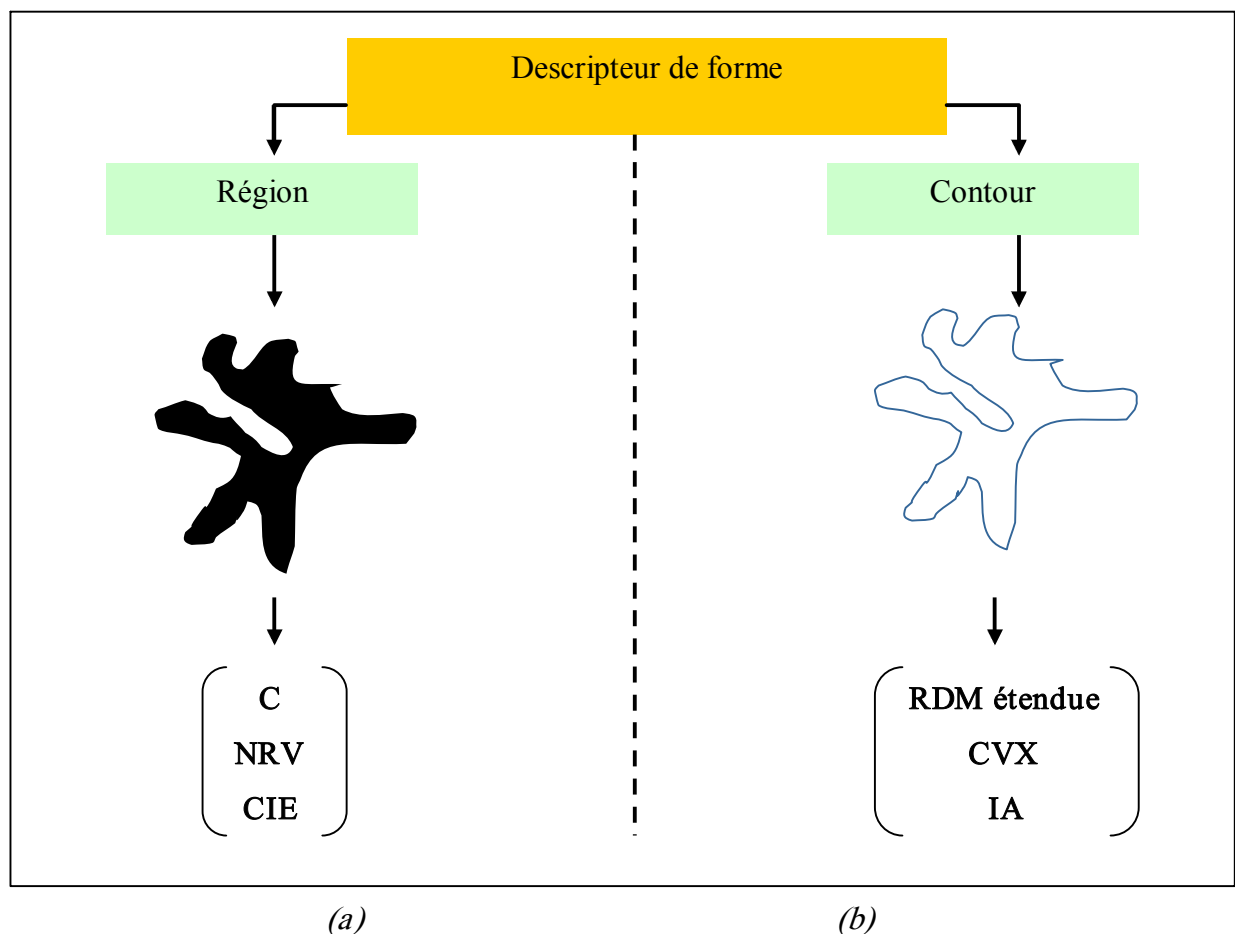 Descripteur de forme
Région
Contour
C
NRV
CIE
RDM étendue
CVX
IA
(a)
(b)